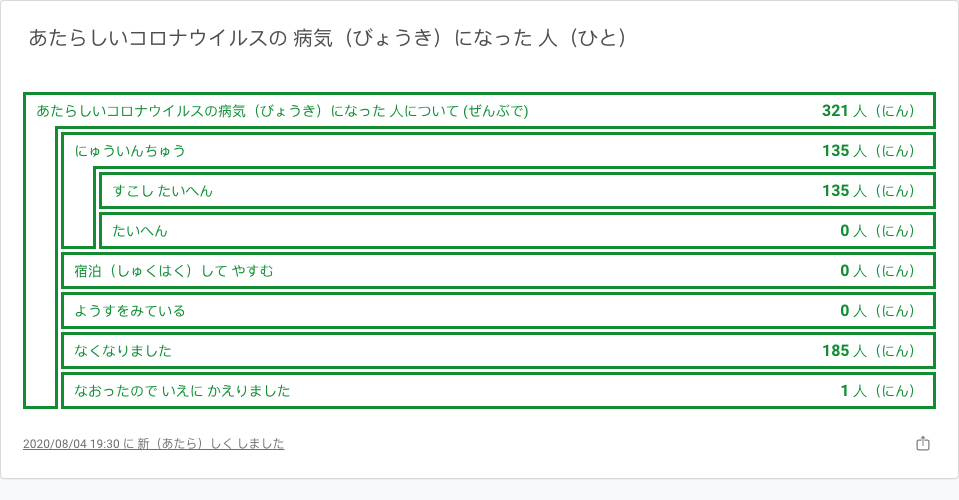 あたらしいコロナウイルスの 病気（びょうき）になった 人（ひと）
あたらしいコロナウイルスの病気（びょうき）になった 人について (ぜんぶで) 321 人（にん）
にゅういんちゅう 135 人（にん）
すこし たいへん 135 人（にん）
たいへん 0 人（にん）
宿泊（しゅくはく）して やすむ 0 人（にん）
ようすをみている 0 人（にん）
なくなりました 185 人（にん）
なおったので いえに かえりました 1 人（にん）
2020/08/04 19:30 に 新（あたら）しく しました